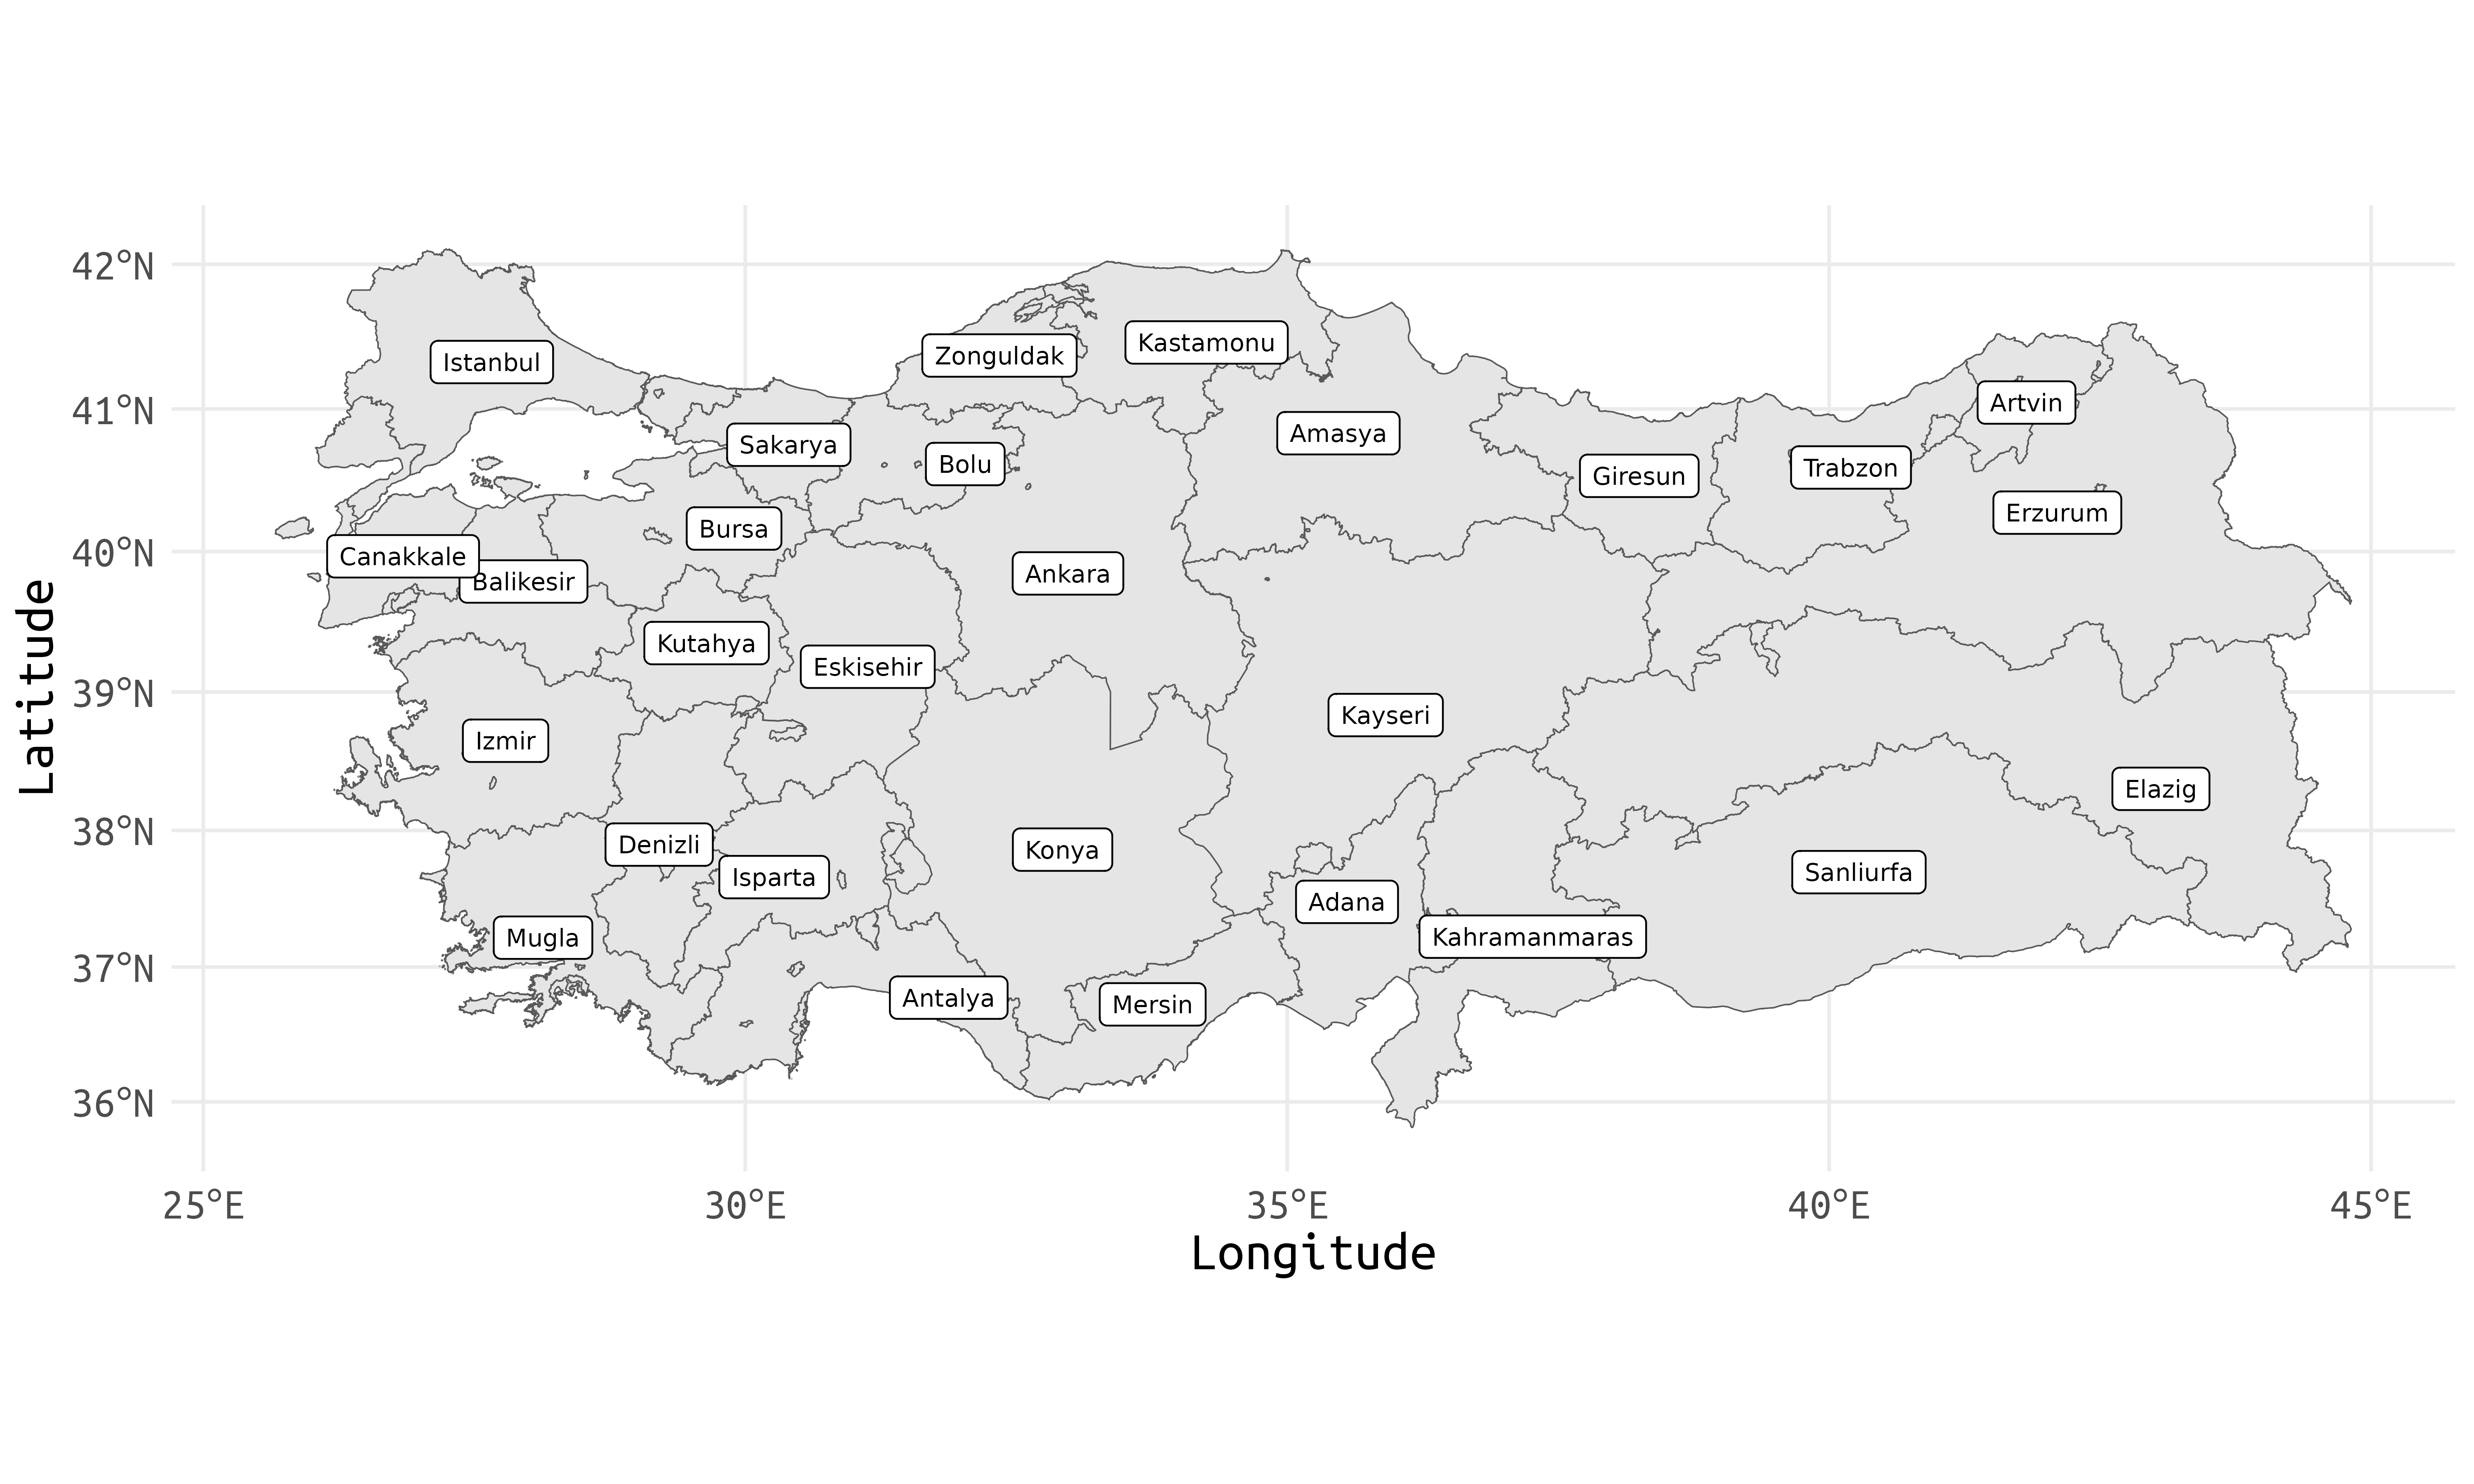 42°N
41°N
40°N
39°N
38°N
37°N
36°N
Latitude
Istanbul
Zonguldak
Kastamonu
Artvin
Sakarya
Bolu
Amasya
Giresun
Trabzon
Erzurum
Bursa
Canakkale
Balikesir
Ankara
Kutahya
Eskisehir
Izmir
Kayseri
Elazig
Denizli
Isparta
Konya
Sanliurfa
Adana
Mugla
Kahramanmaras
Antalya
Mersin
25°E
30°E
35°E
40°E
45°E
Longitude